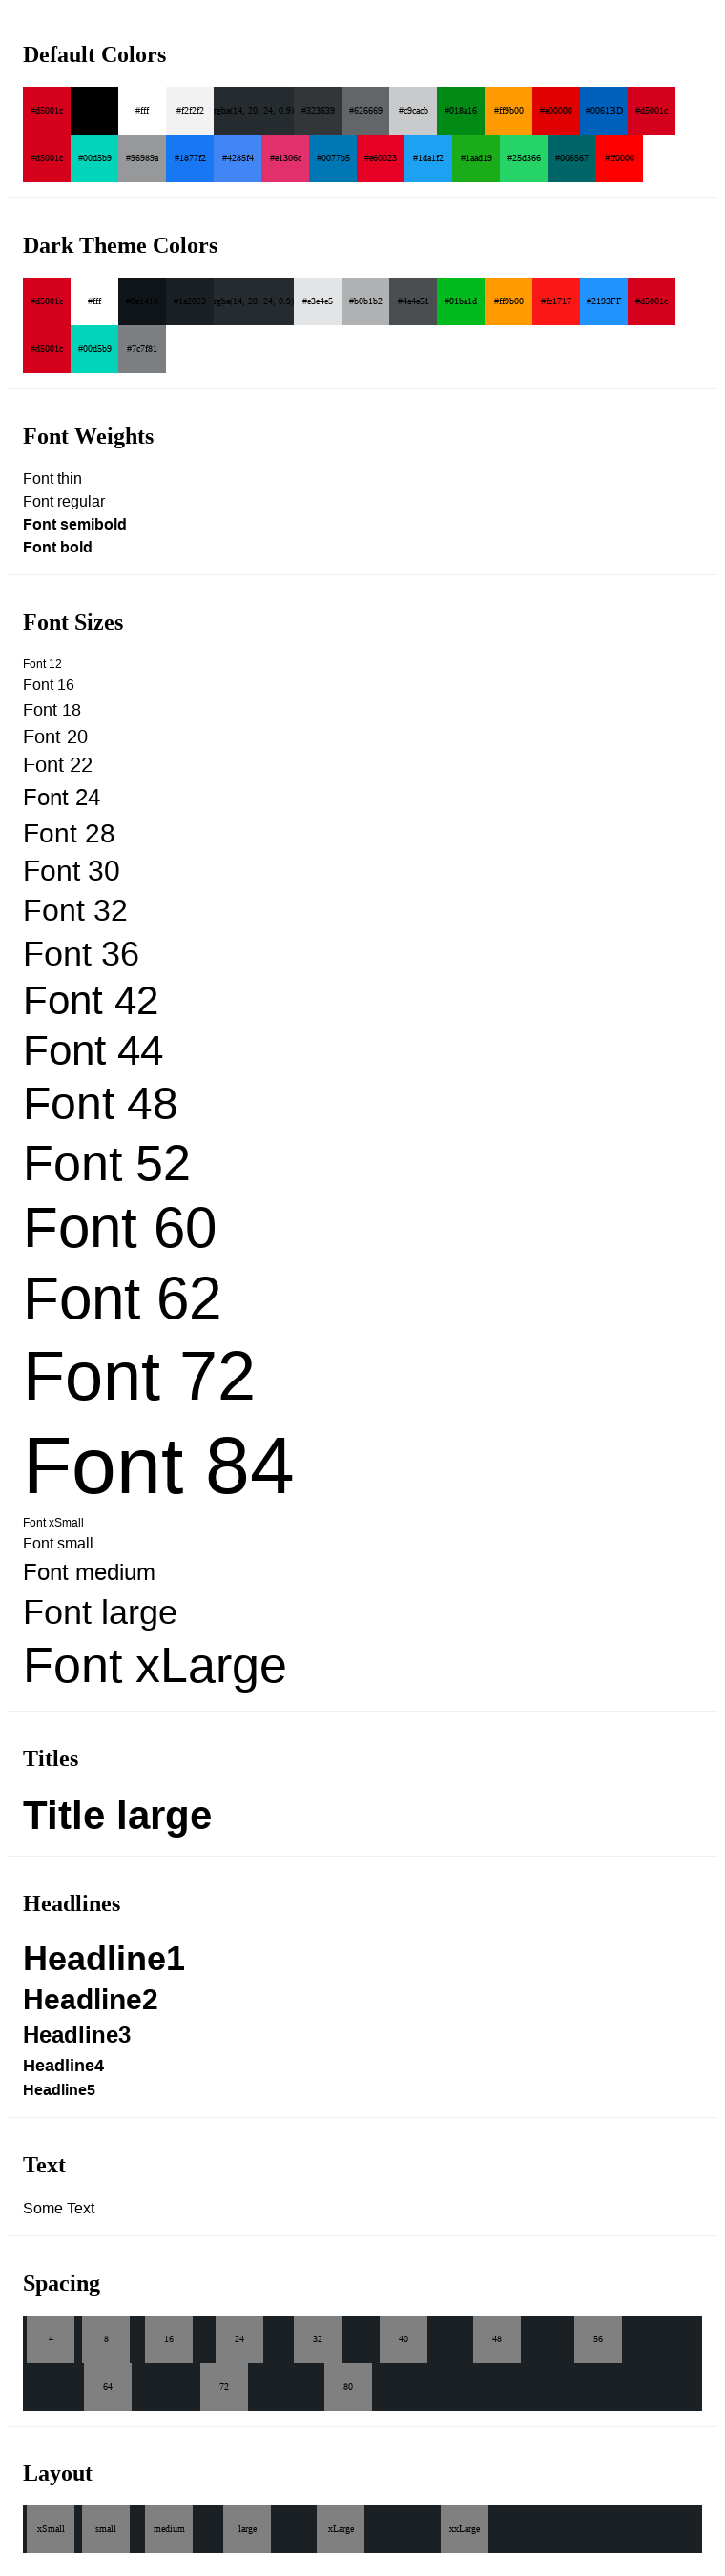 Default Colors
#d5001c #fff #f2f2f2 rgba(14, 20, 24, 0.9) #323639 #626669 #c9cacb #018a16 #ff9b00 #e00000 #0061BD #d5001c
#d5001c #00d5b9 #96989a #1877f2 #4285f4 #e1306c #0077b5 #e60023 #1da1f2 #1aad19 #25d366 #006567 #ff0000
Dark Theme Colors
#d5001c #fff #0e1418 #1a2023 rgba(14, 20, 24, 0.9) #e3e4e5 #b0b1b2 #4a4e51 #01ba1d #ff9b00 #fc1717 #2193FF #d5001c
#d5001c #00d5b9 #7c7f81
Font Weights
Font thin
Font regular
Font semibold
Font bold
Font Sizes
Font 12
Font 16
Font 18
Font 20
Font 22
Font 24
Font 28
Font 30
Font 32
Font 36
Font 42
Font 44
Font 48
Font 52
Font 60
Font 62
Font 72
Font 84
Font xSmall
Font small
Font medium
Font large
Font xLarge
Titles
Title large
Headlines
Headline1
Headline2
Headline3
Headline4
Headline5
Text
Some Text
Spacing
4 8 16 24 32 40 48 56
64 72 80
Layout
xSmall small medium large xLarge xxLarge